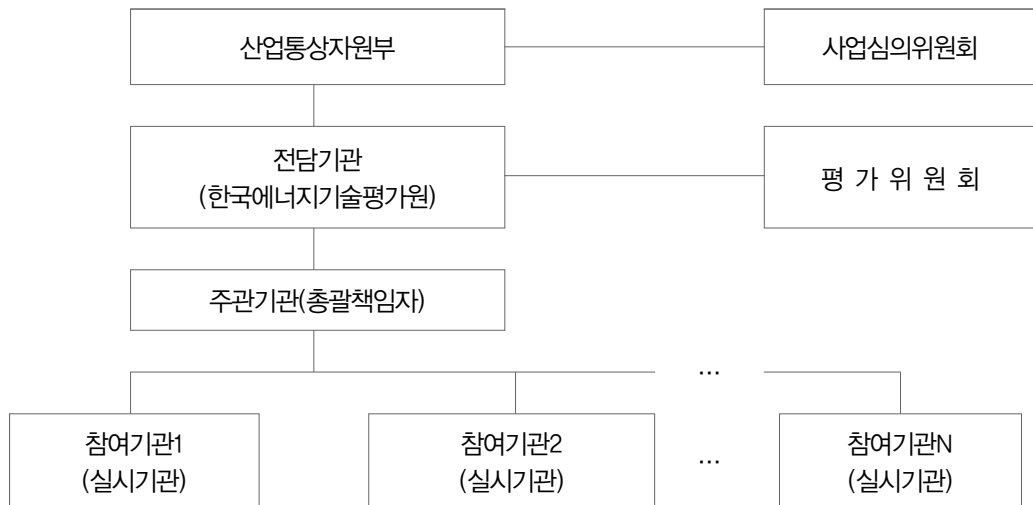 산업통상자원부
사업심의위원회
전담기관
(한국에너지기술평가원)
평 가 위 원 회
주관기관(총괄책임자)
...
참여기관1
(실시기관)
참여기관2
(실시기관)
...
참여기관N
(실시기관)